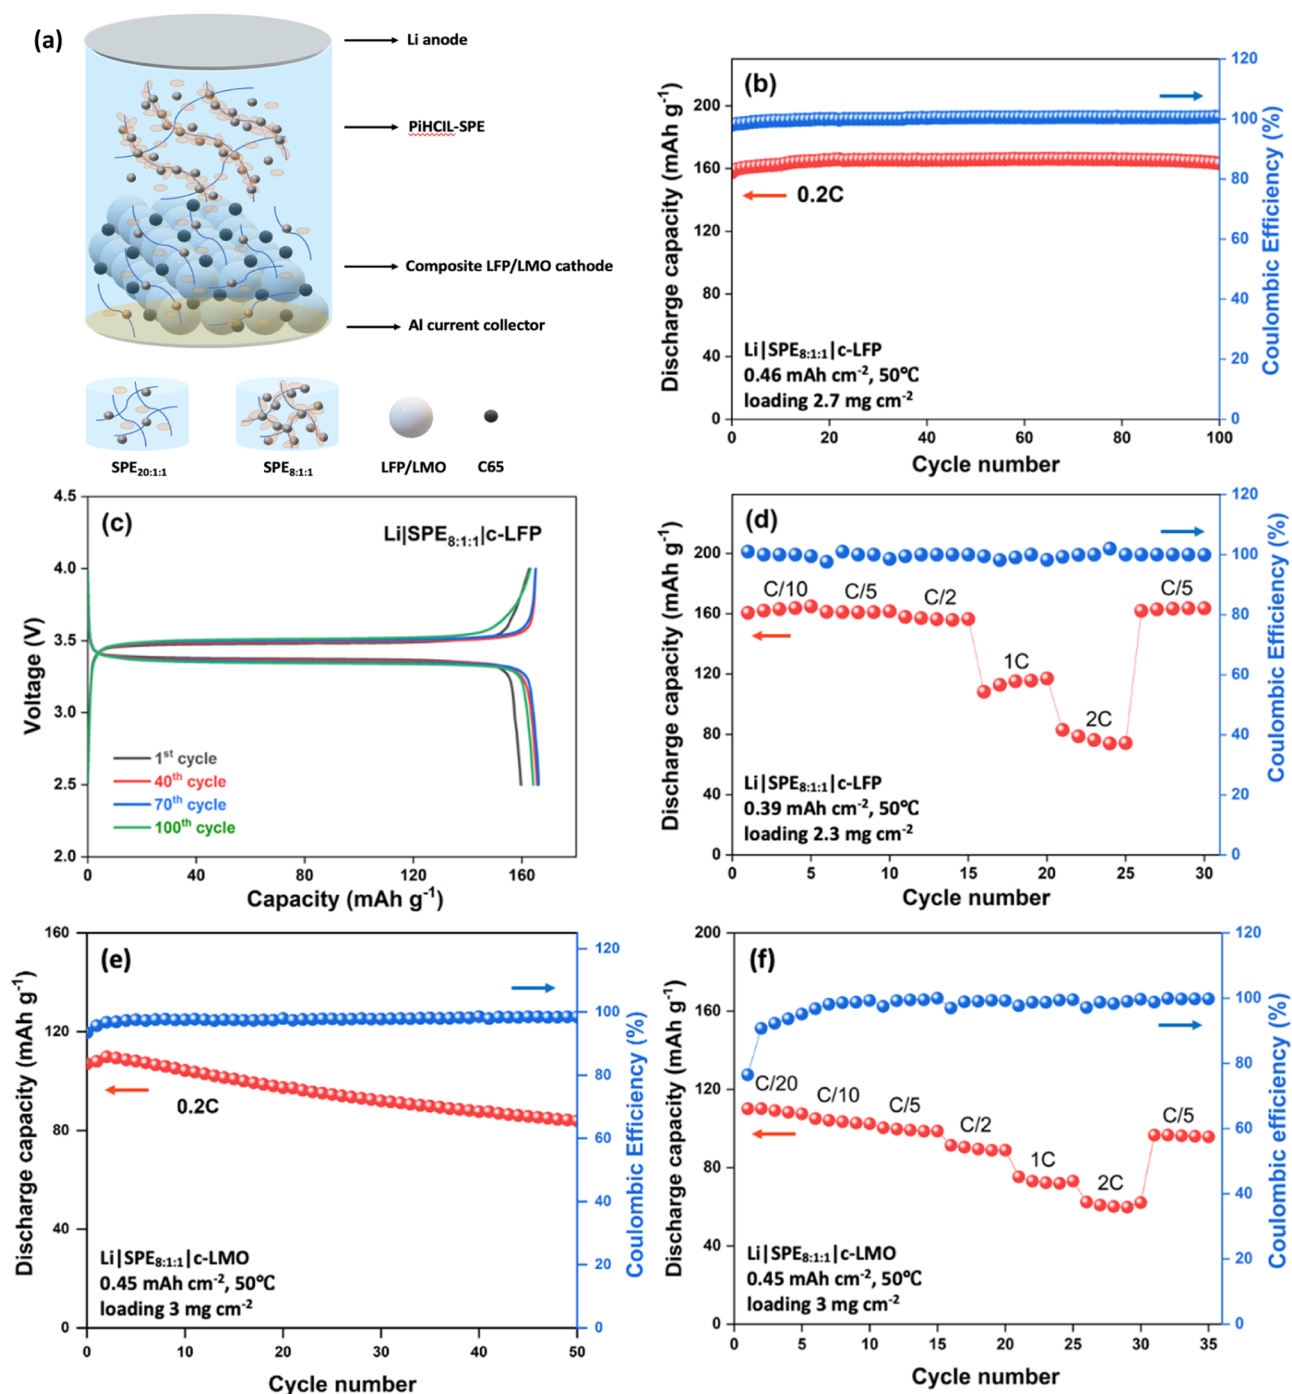 (a)
Li anode
PiHCIL-SPE
Composite LFP/LMO cathode
Al current collector
SPE20:1:1
SPE8:1:1
LFP/LMO
C65
(b)
Discharge capacity (mAh g-1)
200
160
120
80
40
0
0.2C
Li|SPE8:1:1|c-LFP
0.46 mAh cm-2, 50℃
loading 2.7 mg cm-2
0 20 40 60 80 100
Cycle number
120
100
80
60
40
20
0
Coulombic Efficiency (%)
(c)
Li|SPE8:1:1|c-LFP
Voltage (V)
4.5
4.0
3.5
3.0
2.5
2.0
1st cycle
40th cycle
70th cycle
100th cycle
0 40 80 120 160
Capacity (mAh g-1)
(d)
Discharge capacity (mAh g-1)
200
160
120
80
40
0
C/10 C/5 C/2 1C 2C C/5
Li|SPE8:1:1|c-LFP
0.39 mAh cm-2, 50℃
loading 2.3 mg cm-2
0 5 10 15 20 25 30
Cycle number
120
100
80
60
40
20
0
Coulombic Efficiency (%)
(e)
Discharge capacity (mAh g-1)
160
120
80
40
0
0.2C
Li|SPE8:1:1|c-LMO
0.45 mAh cm-2, 50℃
loading 3 mg cm-2
0 10 20 30 40 50
Cycle number
120
100
80
60
40
20
0
Coulombic Efficiency (%)
(f)
Discharge capacity (mAh g-1)
200
160
120
80
40
0
C/20 C/10 C/5 C/2 1C 2C C/5
Li|SPE8:1:1|c-LMO
0.45 mAh cm-2, 50℃
loading 3 mg cm-2
0 5 10 15 20 25 30 35
Cycle number
120
100
80
60
40
20
0
Coulombic efficiency (%)